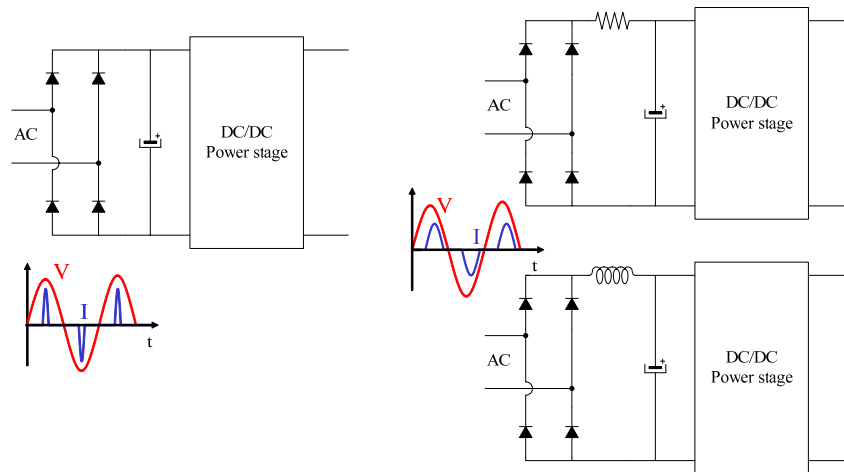 AC
DC/DC
Power stage
+
V
I
t
AC
DC/DC
Power stage
+
V
I
t
AC
DC/DC
Power stage
+